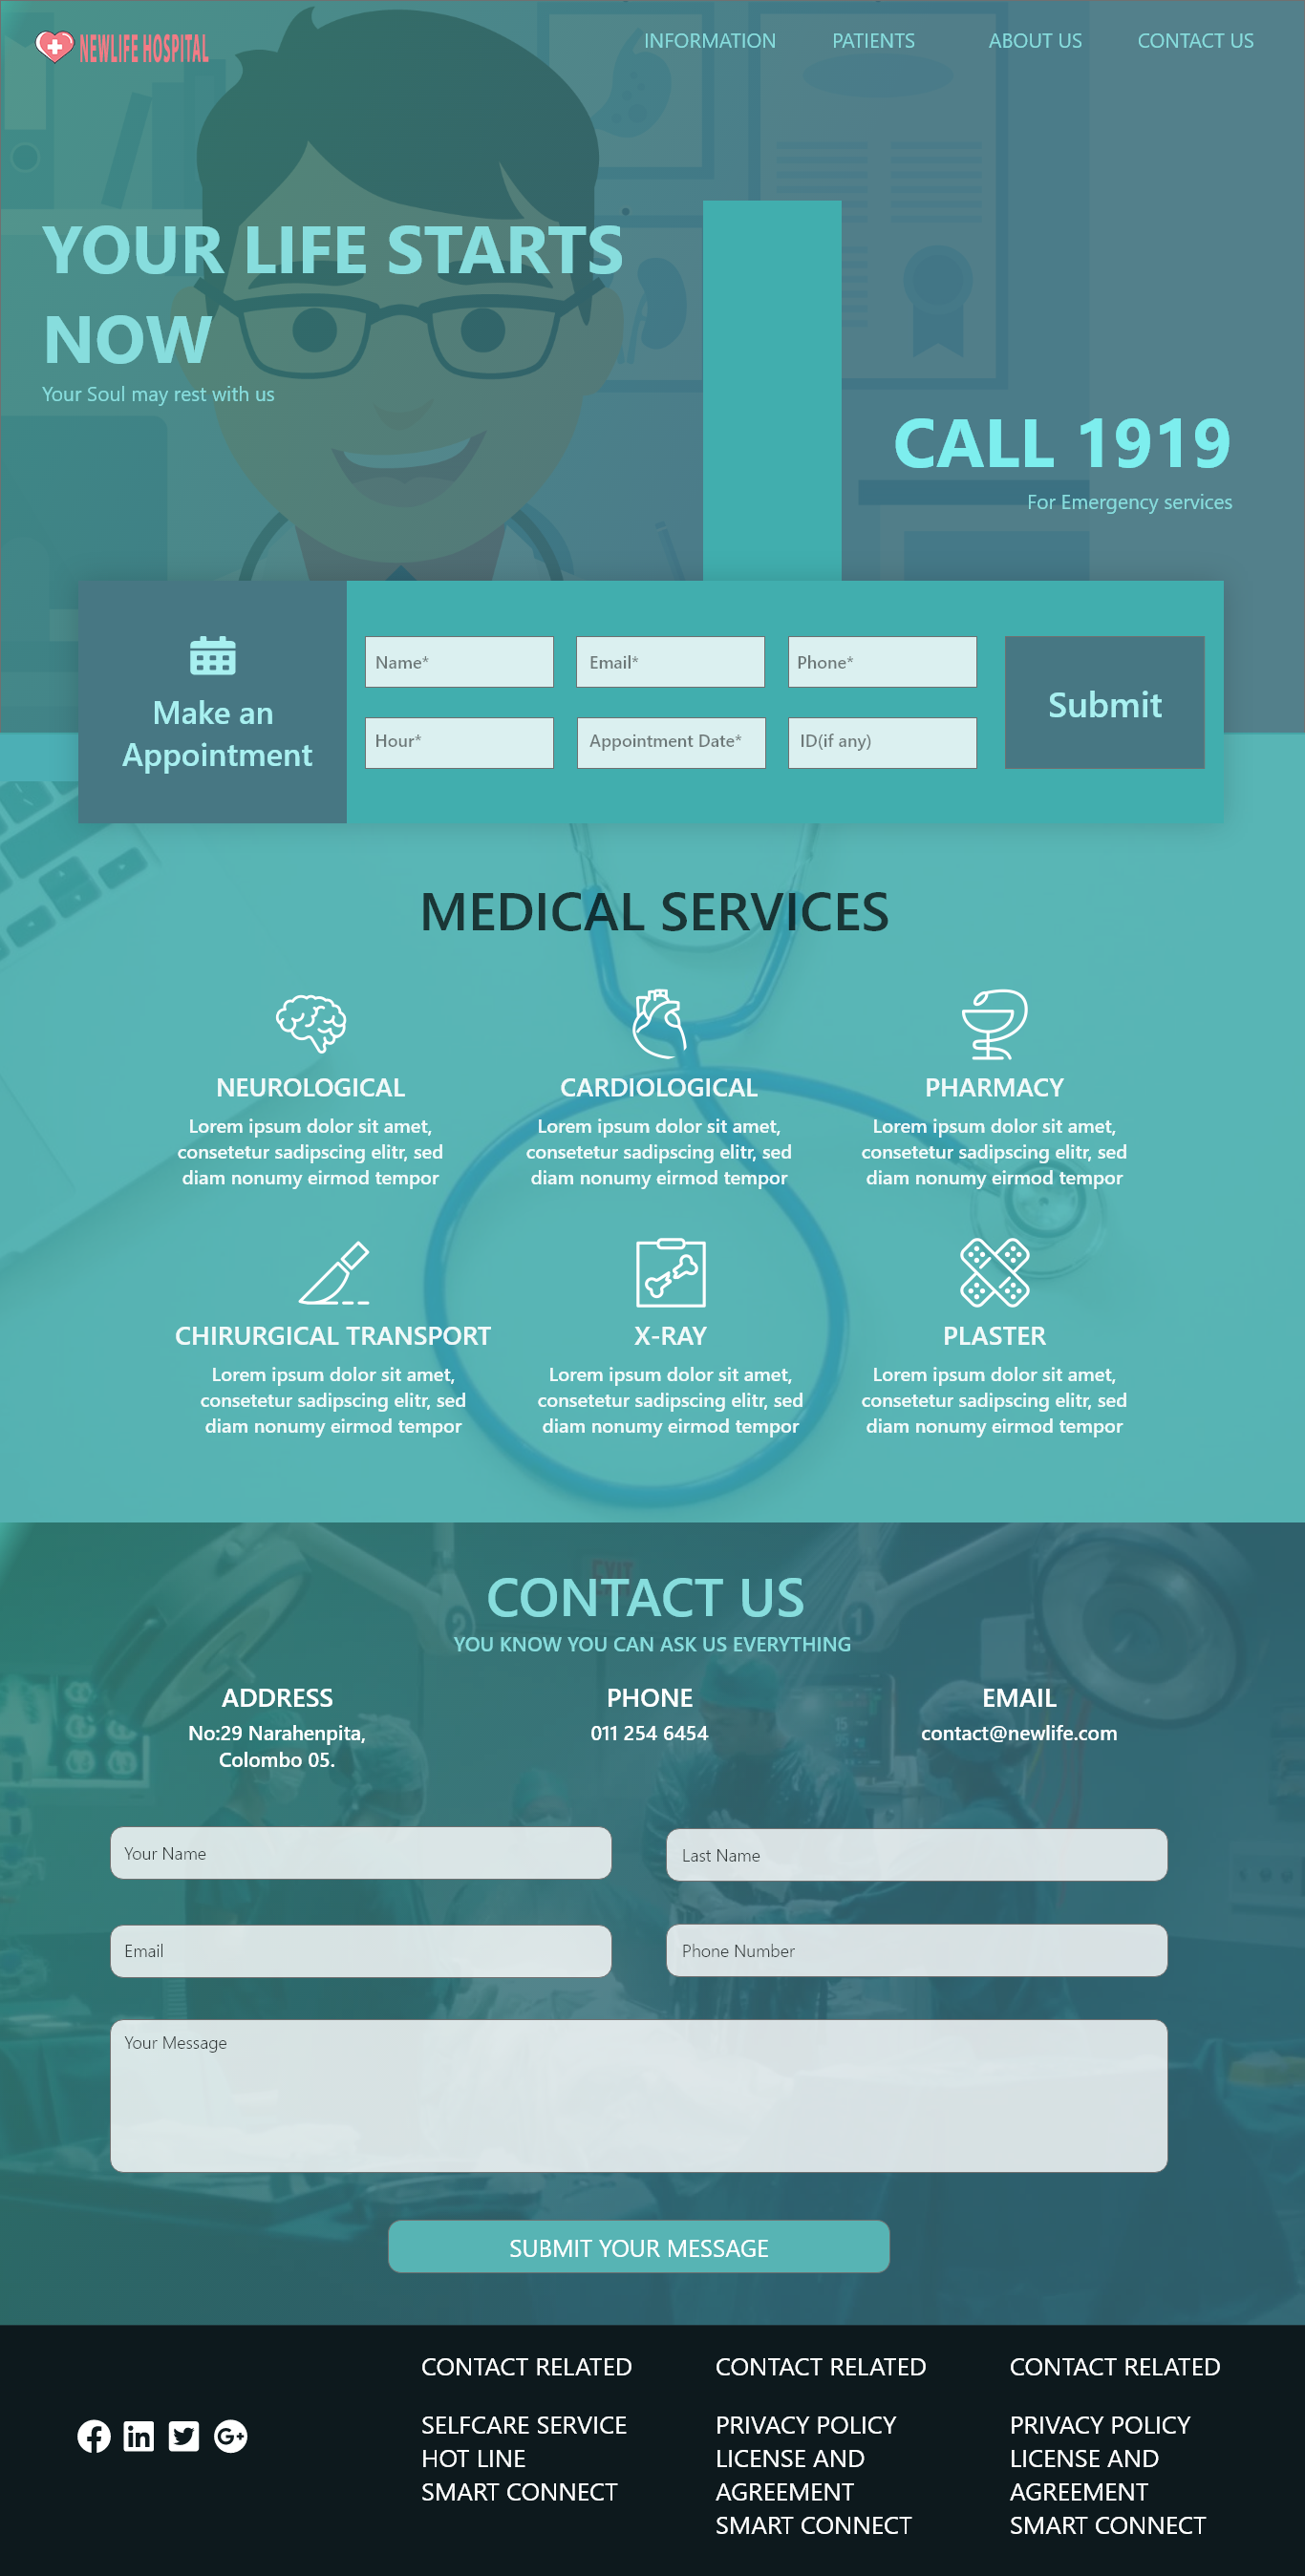 NEWLIFE HOSPITAL
INFORMATION
PATIENTS
ABOUT US
CONTACT US
YOUR LIFE STARTS
NOW
Your Soul may rest with us
CALL 1919
For Emergency services
Make an
Appointment
Name*
Email*
Phone*
Hour*
Appointment Date*
ID(if any)
Submit
MEDICAL SERVICES
NEUROLOGICAL
Lorem ipsum dolor sit amet,
consetetur sadipscing elitr, sed
diam nonumy eirmod tempor
CARDIOLOGICAL
Lorem ipsum dolor sit amet,
consetetur sadipscing elitr, sed
diam nonumy eirmod tempor
PHARMACY
Lorem ipsum dolor sit amet,
consetetur sadipscing elitr, sed
diam nonumy eirmod tempor
CHIRURGICAL TRANSPORT
Lorem ipsum dolor sit amet,
consetetur sadipscing elitr, sed
diam nonumy eirmod tempor
X-RAY
Lorem ipsum dolor sit amet,
consetetur sadipscing elitr, sed
diam nonumy eirmod tempor
PLASTER
Lorem ipsum dolor sit amet,
consetetur sadipscing elitr, sed
diam nonumy eirmod tempor
EXIT
CONTACT US
2
1
YOU KNOW YOU CAN ASK US EVERYTHING
ADDRESS
No:29 Narahenpita,
Colombo 05.
PHONE
011 254 6454
EMAIL
contact@newlife.com
Your Name
Last Name
Email
Phone Number
Your Message
SUBMIT YOUR MESSAGE
CONTACT RELATED
SELFCARE SERVICE
HOT LINE
SMART CONNECT
CONTACT RELATED
PRIVACY POLICY
LICENSE AND
AGREEMENT
SMART CONNECT
CONTACT RELATED
PRIVACY POLICY
LICENSE AND
AGREEMENT
SMART CONNECT